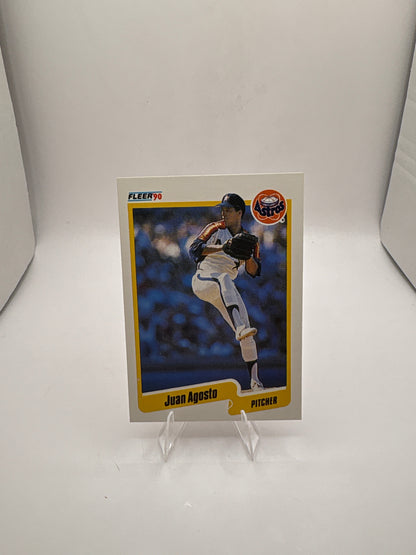 FLEER 90
Astros
Juan Agosto
PITCHER